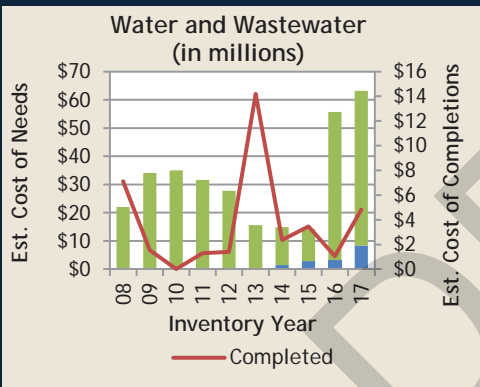 Water and Wastewater
(in millions)
Est. Cost of Needs
$70
$60
$50
$40
$30
$20
$10
$0
$16
$14
$12
$10
$8
$6
$4
$2
$0
Est. Cost of Completions
08 09 10 11 12 13 14 15 16 17
Inventory Year
Completed